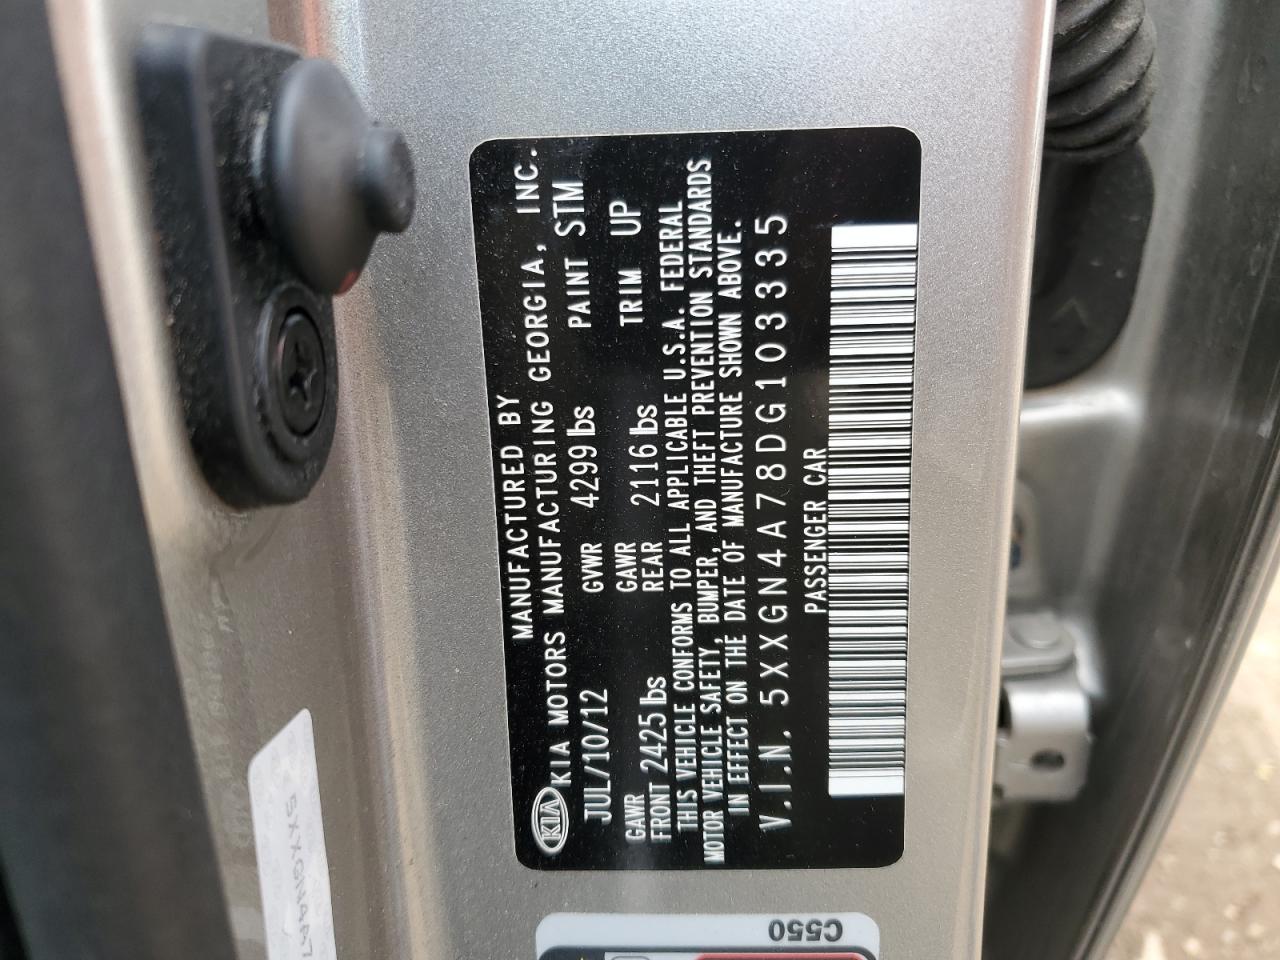 MANUFACTURED BY
KIA KIA MOTORS MANUFACTURING GEORGIA, INC.
JUL/10/12 GVWR 4299 lbs PAINT STM
GAWR FRONT 2425 lbs GAWR REAR 2116 lbs TRIM UP
THIS VEHICLE CONFORMS TO ALL APPLICABLE U.S.A. FEDERAL
MOTOR VEHICLE SAFETY, BUMPER, AND THEFT PREVENTION STANDARDS
IN EFFECT ON THE DATE OF MANUFACTURE SHOWN ABOVE.
V.I.N. 5XXGN4A78DG103335
PASSENGER CAR
C550
5XXGN4A7